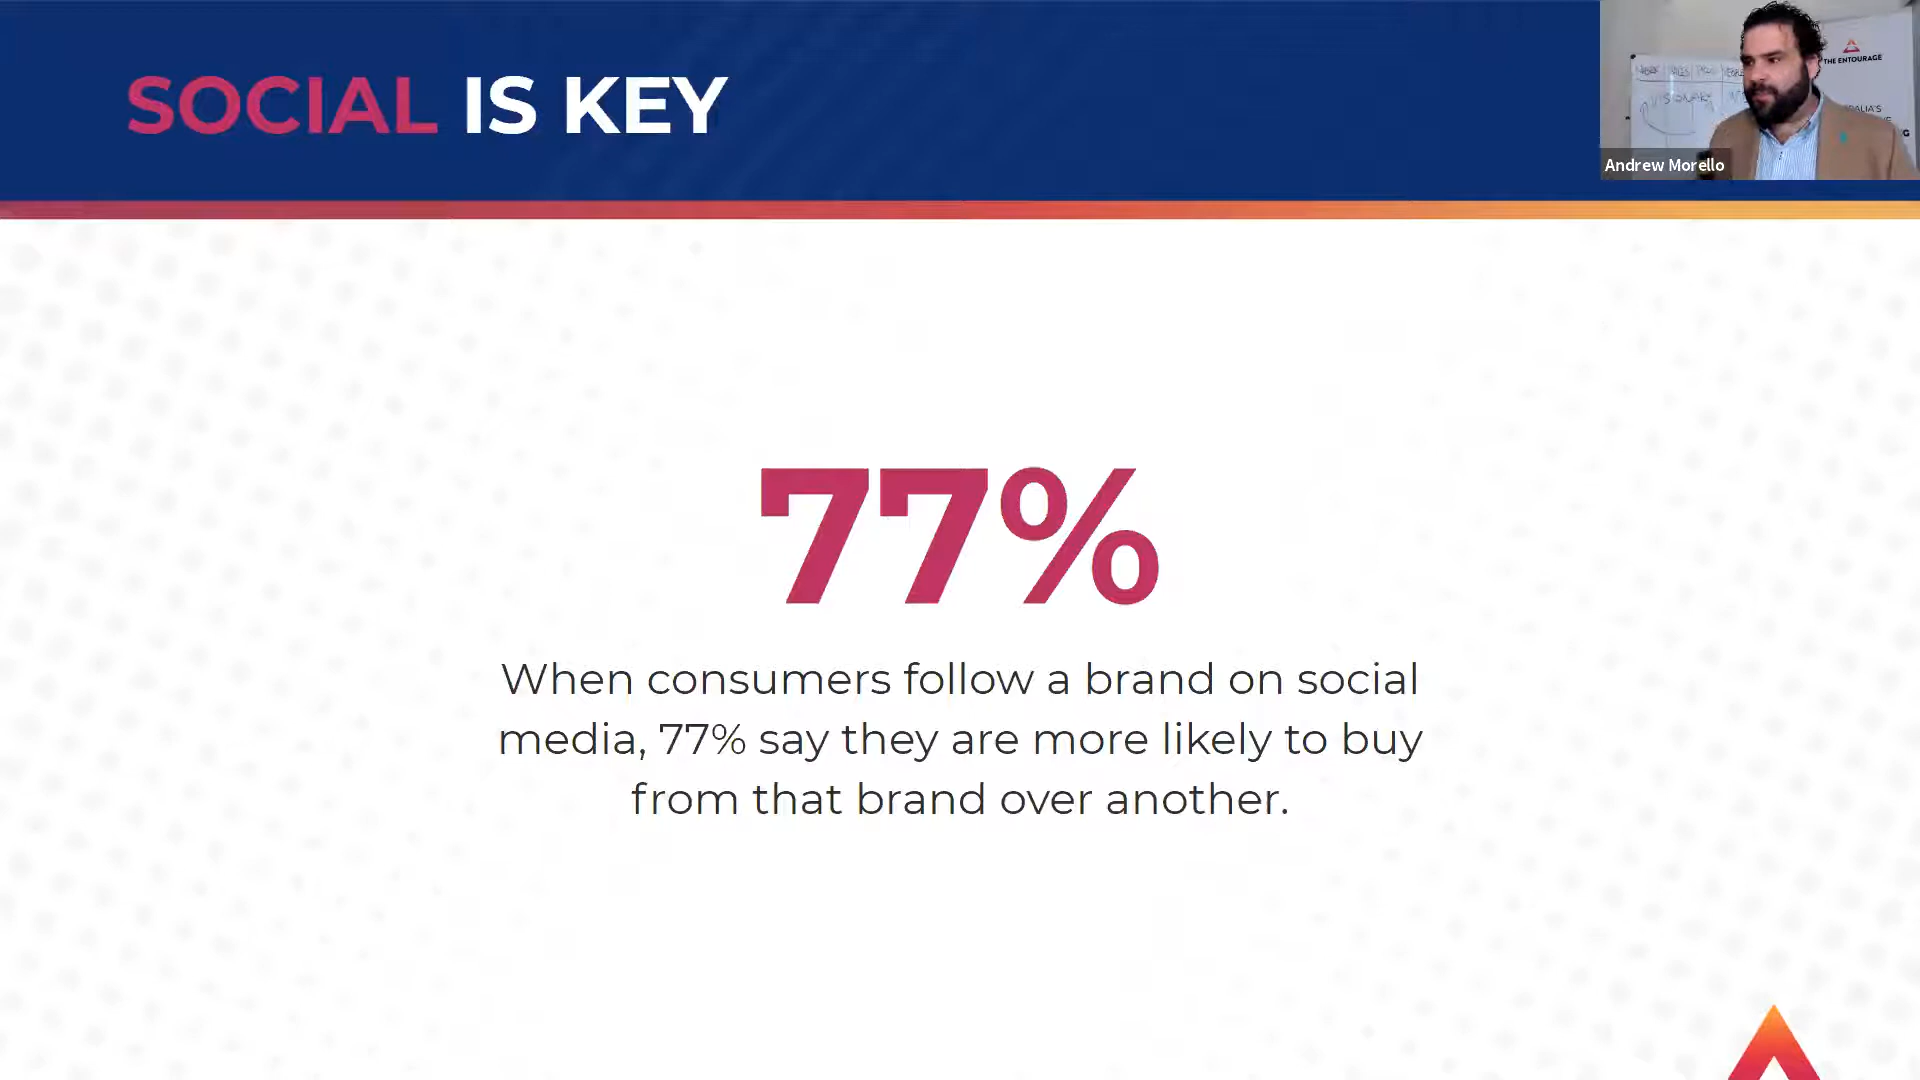 SOCIAL IS KEY
THE ENTOURAGE
Andrew Morello
77%
When consumers follow a brand on social
media, 77% say they are more likely to buy
from that brand over another.